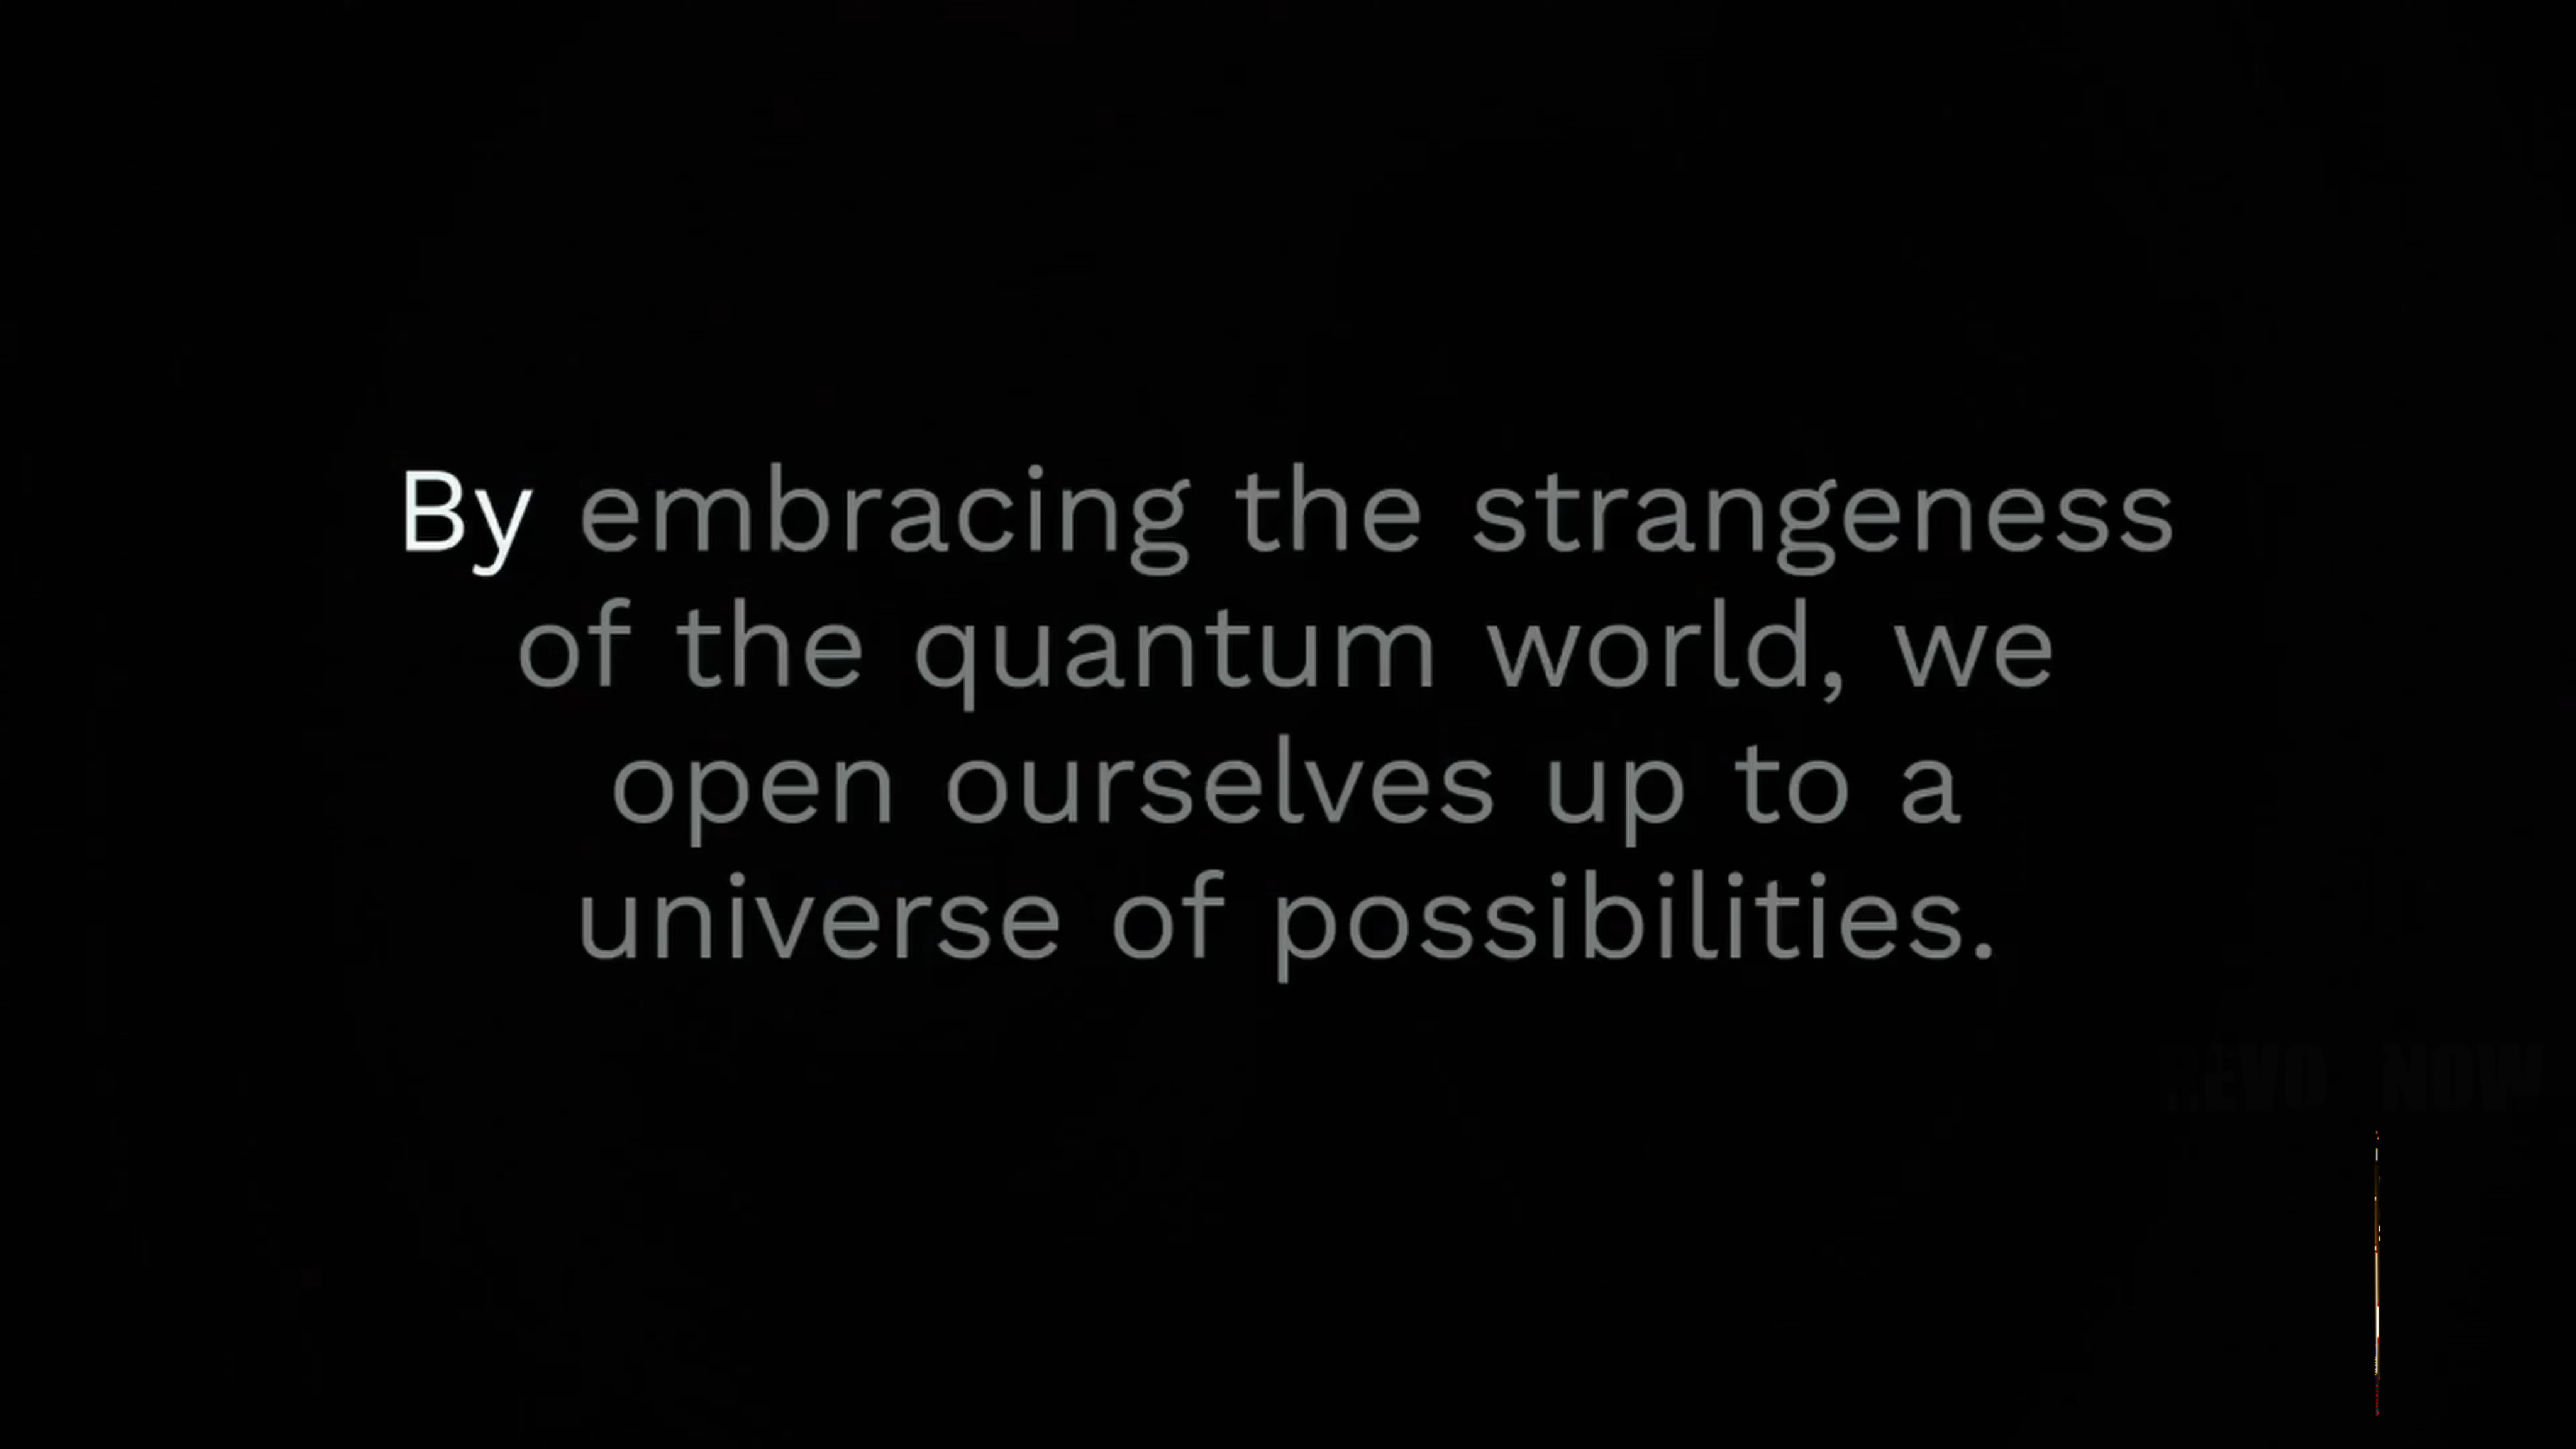 By embracing the strangeness
of the quantum world, we
open ourselves up to a
universe of possibilities.